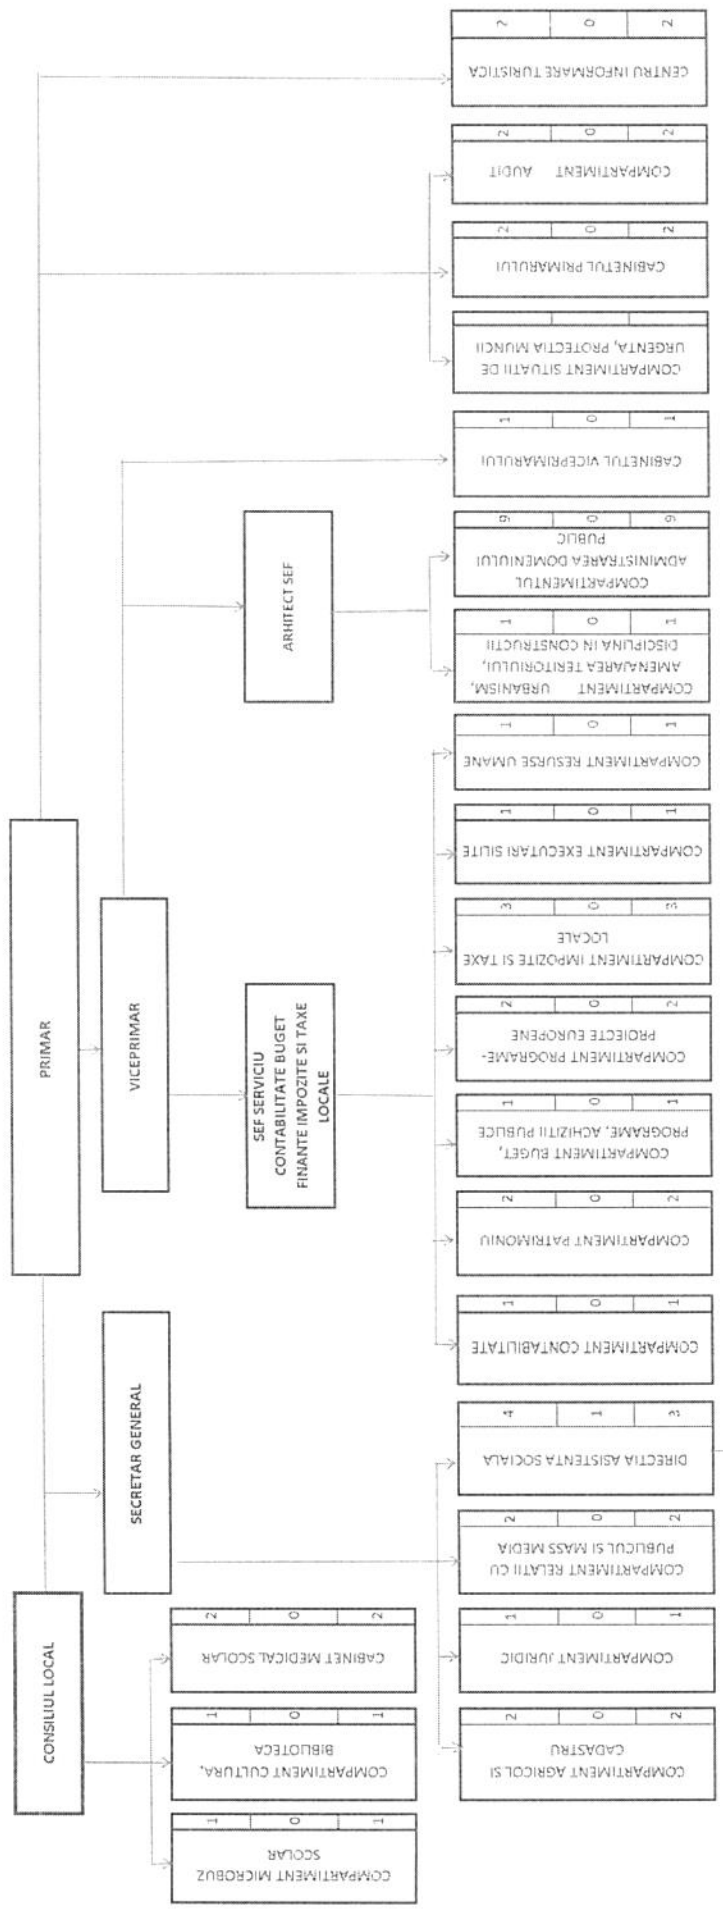 CONSILIUL LOCAL
PRIMAR
SECRETAR GENERAL
VICEPRIMAR
COMPARTIMENT MICROBUZ
SCOLAR
1
0
1
COMPARTIMENT CULTURA,
BIBLIOTECA
1
0
1
CABINET MEDICAL SCOLAR
2
0
2
SEF SERVICIU
CONTABILITATE BUGET
FINANTE IMPOZITE SI TAXE
LOCALE
ARHITECT SEF
COMPARTIMENT AGRICOL SI
CADASTRU
2
0
2
COMPARTIMENT JURIDIC
1
0
1
COMPARTIMENT RELATII CU
PUBLICUL SI MASS MEDIA
2
0
2
DIRECTIA ASISTENTA SOCIALA
4
1
3
COMPARTIMENT CONTABILITATE
1
0
1
COMPARTIMENT PATRIMONIU
2
0
2
COMPARTIMENT BUGET,
PROGRAME, ACHIZITII PUBLICE
1
0
1
COMPARTIMENT PROGRAME-
PROIECTE EUROPENE
2
0
2
COMPARTIMENT IMPOZITE SI TAXE
LOCALE
3
0
3
COMPARTIMENT EXECUTARI SILITE
1
0
1
COMPARTIMENT RESURSE UMANE
1
0
1
COMPARTIMENT URBANISM,
AMENAJAREA TERITORIULUI,
DISCIPLINA IN CONSTRUCTII
1
0
1
COMPARTIMENTUL
ADMINISTRAREA DOMENIULUI
PUBLIC
9
0
9
CABINETUL VICEPRIMARULUI
1
0
1
COMPARTIMENT SITUATII DE
URGENTA, PROTECTIA MUNCII
CABINETUL PRIMARULUI
2
0
2
COMPARTIMENT AUDIT
2
0
2
CENTRU INFORMARE TURISTICA
2
0
2